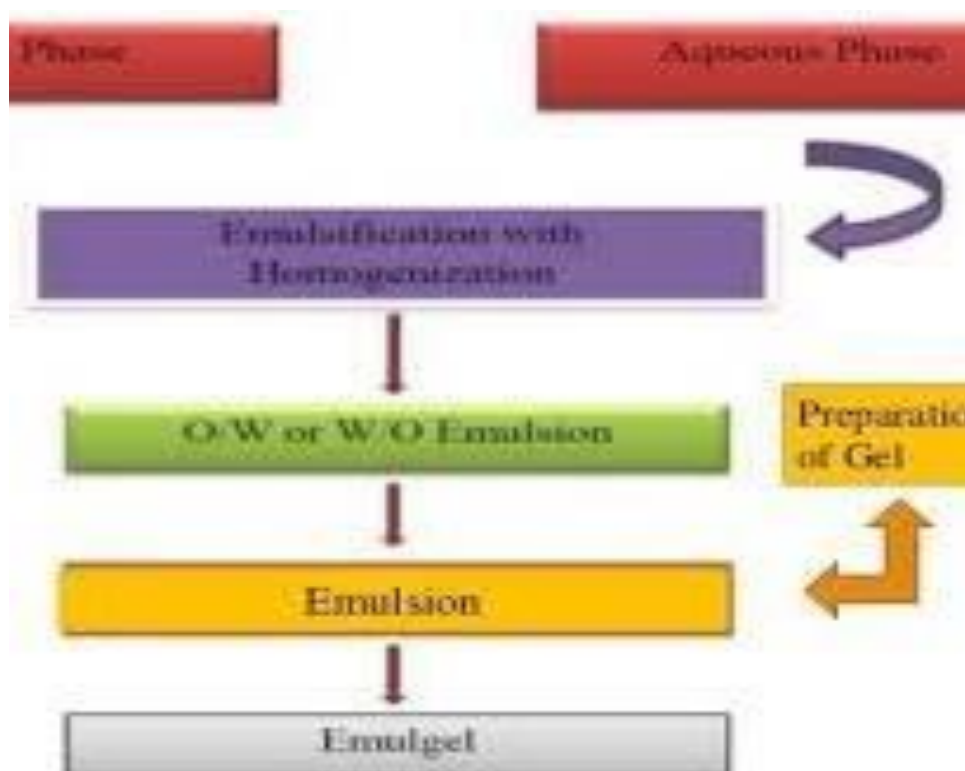 Phase
Aqueous Phase
Emulsification with
Homogenization
O/W or W/O Emulsion
Preparatio
of Gel
Emulsion
Emulgel